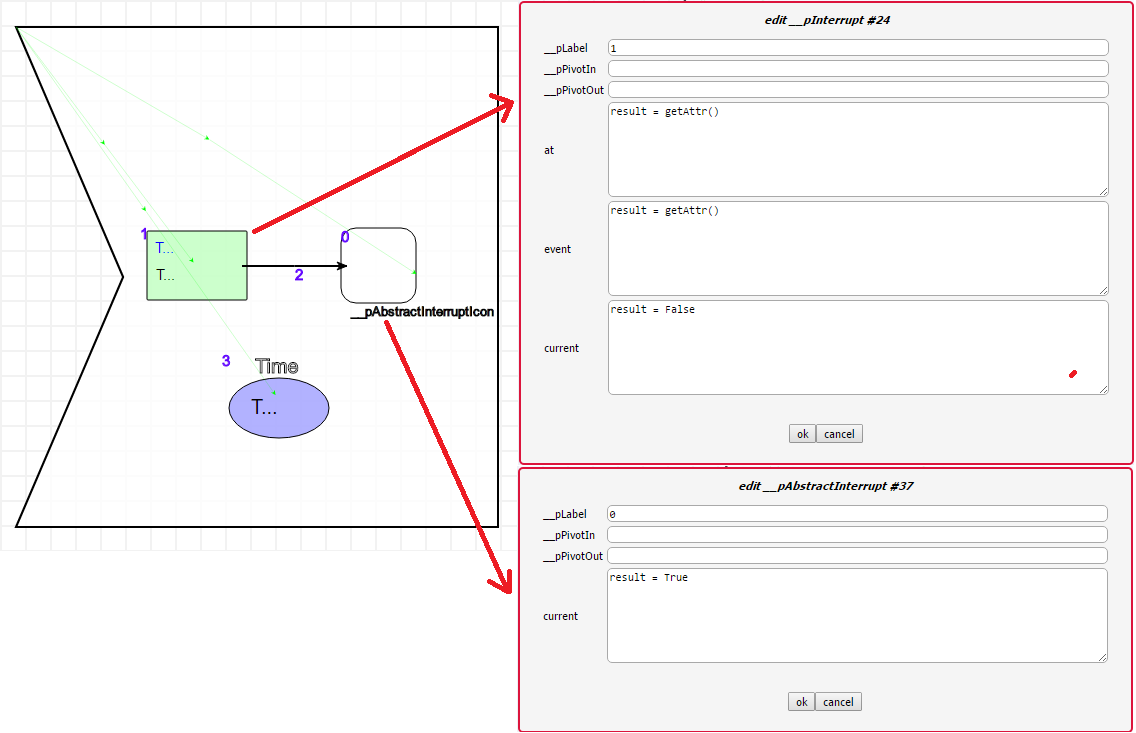 1
T...
T...
2
0
__pAbstractInterruptIcon
3
Time
T...
edit __pInterrupt #24
__pLabel 1
__pPivotIn
__pPivotOut
at result = getAttr()
event result = getAttr()
current result = False
ok cancel
edit __pAbstractInterrupt #37
__pLabel 0
__pPivotIn
__pPivotOut
current result = True
ok cancel